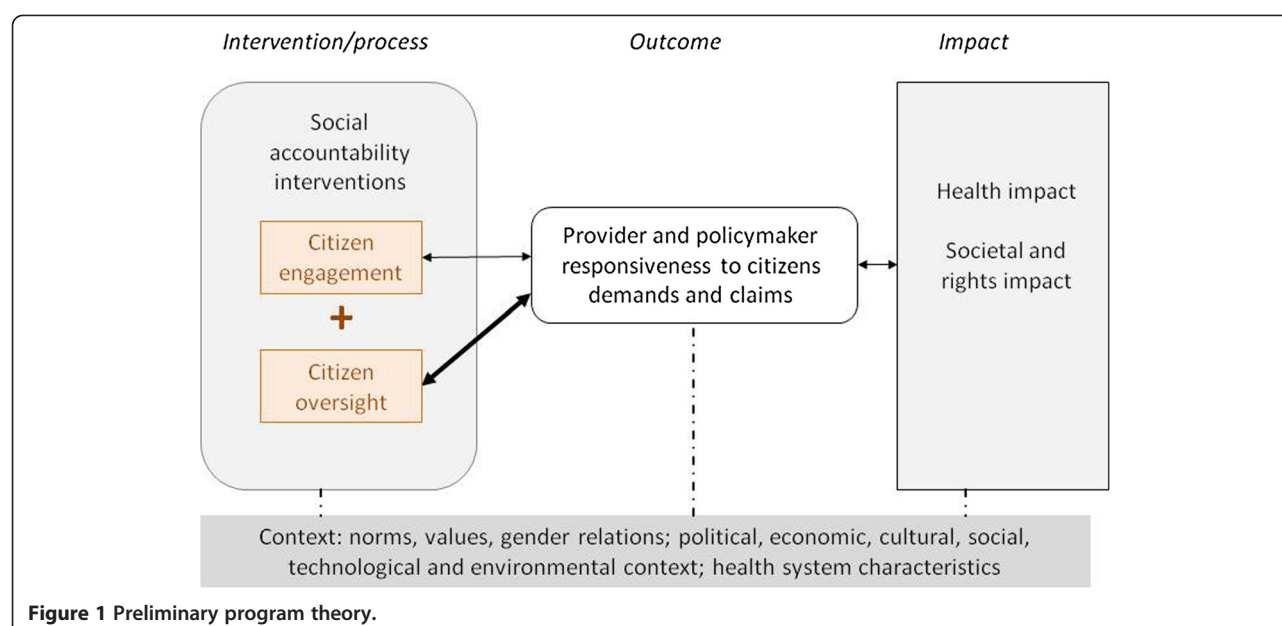 Intervention/process
Outcome
Impact
Social
accountability
interventions
Citizen
engagement
+
Citizen
oversight
Provider and policymaker
responsiveness to citizens
demands and claims
Health impact
Societal and
rights impact
Context: norms, values, gender relations; political, economic, cultural, social,
technological and environmental context; health system characteristics
Figure 1 Preliminary program theory.